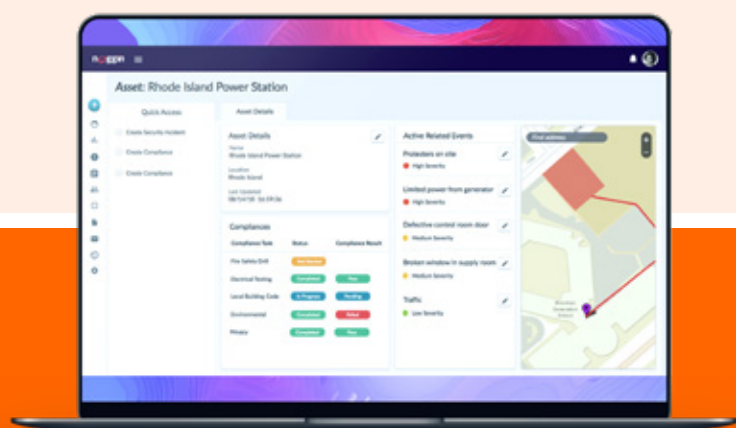 Asset: Rhode Island Power Station
Quick Access
Asset Details
Create Security Incident
Create Compliance
Create Compliance
Asset Details
Name
Rhode Island Power Station
Location
Rhode Island
Last Updated
Compliances
Compliance Task Status Compliance Result
Fire Safety Drill Not Started
Electrical Testing Completed Pass
Local Building Code In Progress Pending
Environmental Completed Failed
Privacy Completed Pass
Active Related Events
Protesters on site
High Severity
Limited power from generator
High Severity
Defective control room door
Medium Severity
Broken window in supply room
Medium Severity
Traffic
Low Severity
Find address